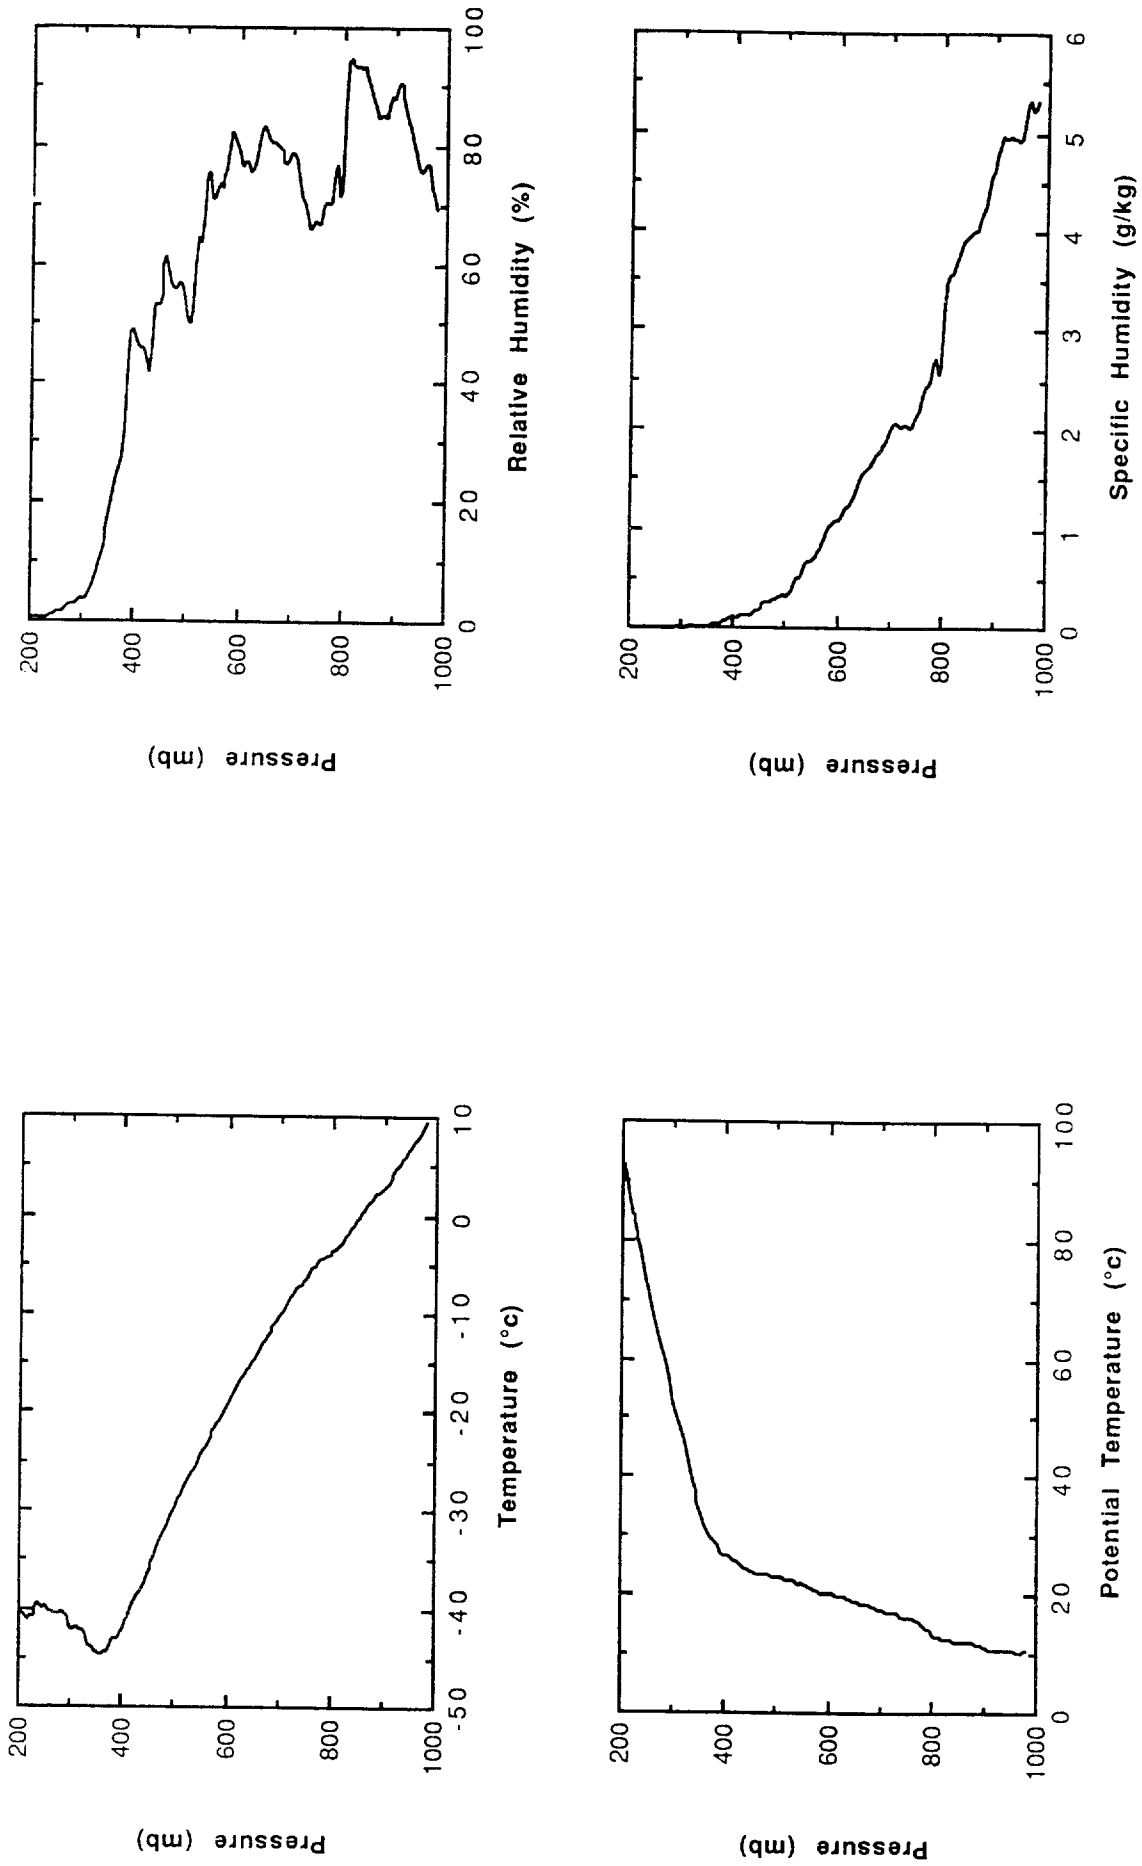 Pressure (mb)
200
400
600
800
1000
-50 -40 -30 -20 -10 0 10
Temperature (°c)
Pressure (mb)
200
400
600
800
1000
0 20 40 60 80 100
Relative Humidity (%)
Pressure (mb)
200
400
600
800
1000
0 20 40 60 80 100
Potential Temperature (°c)
Pressure (mb)
200
400
600
800
1000
0 1 2 3 4 5 6
Specific Humidity (g/kg)